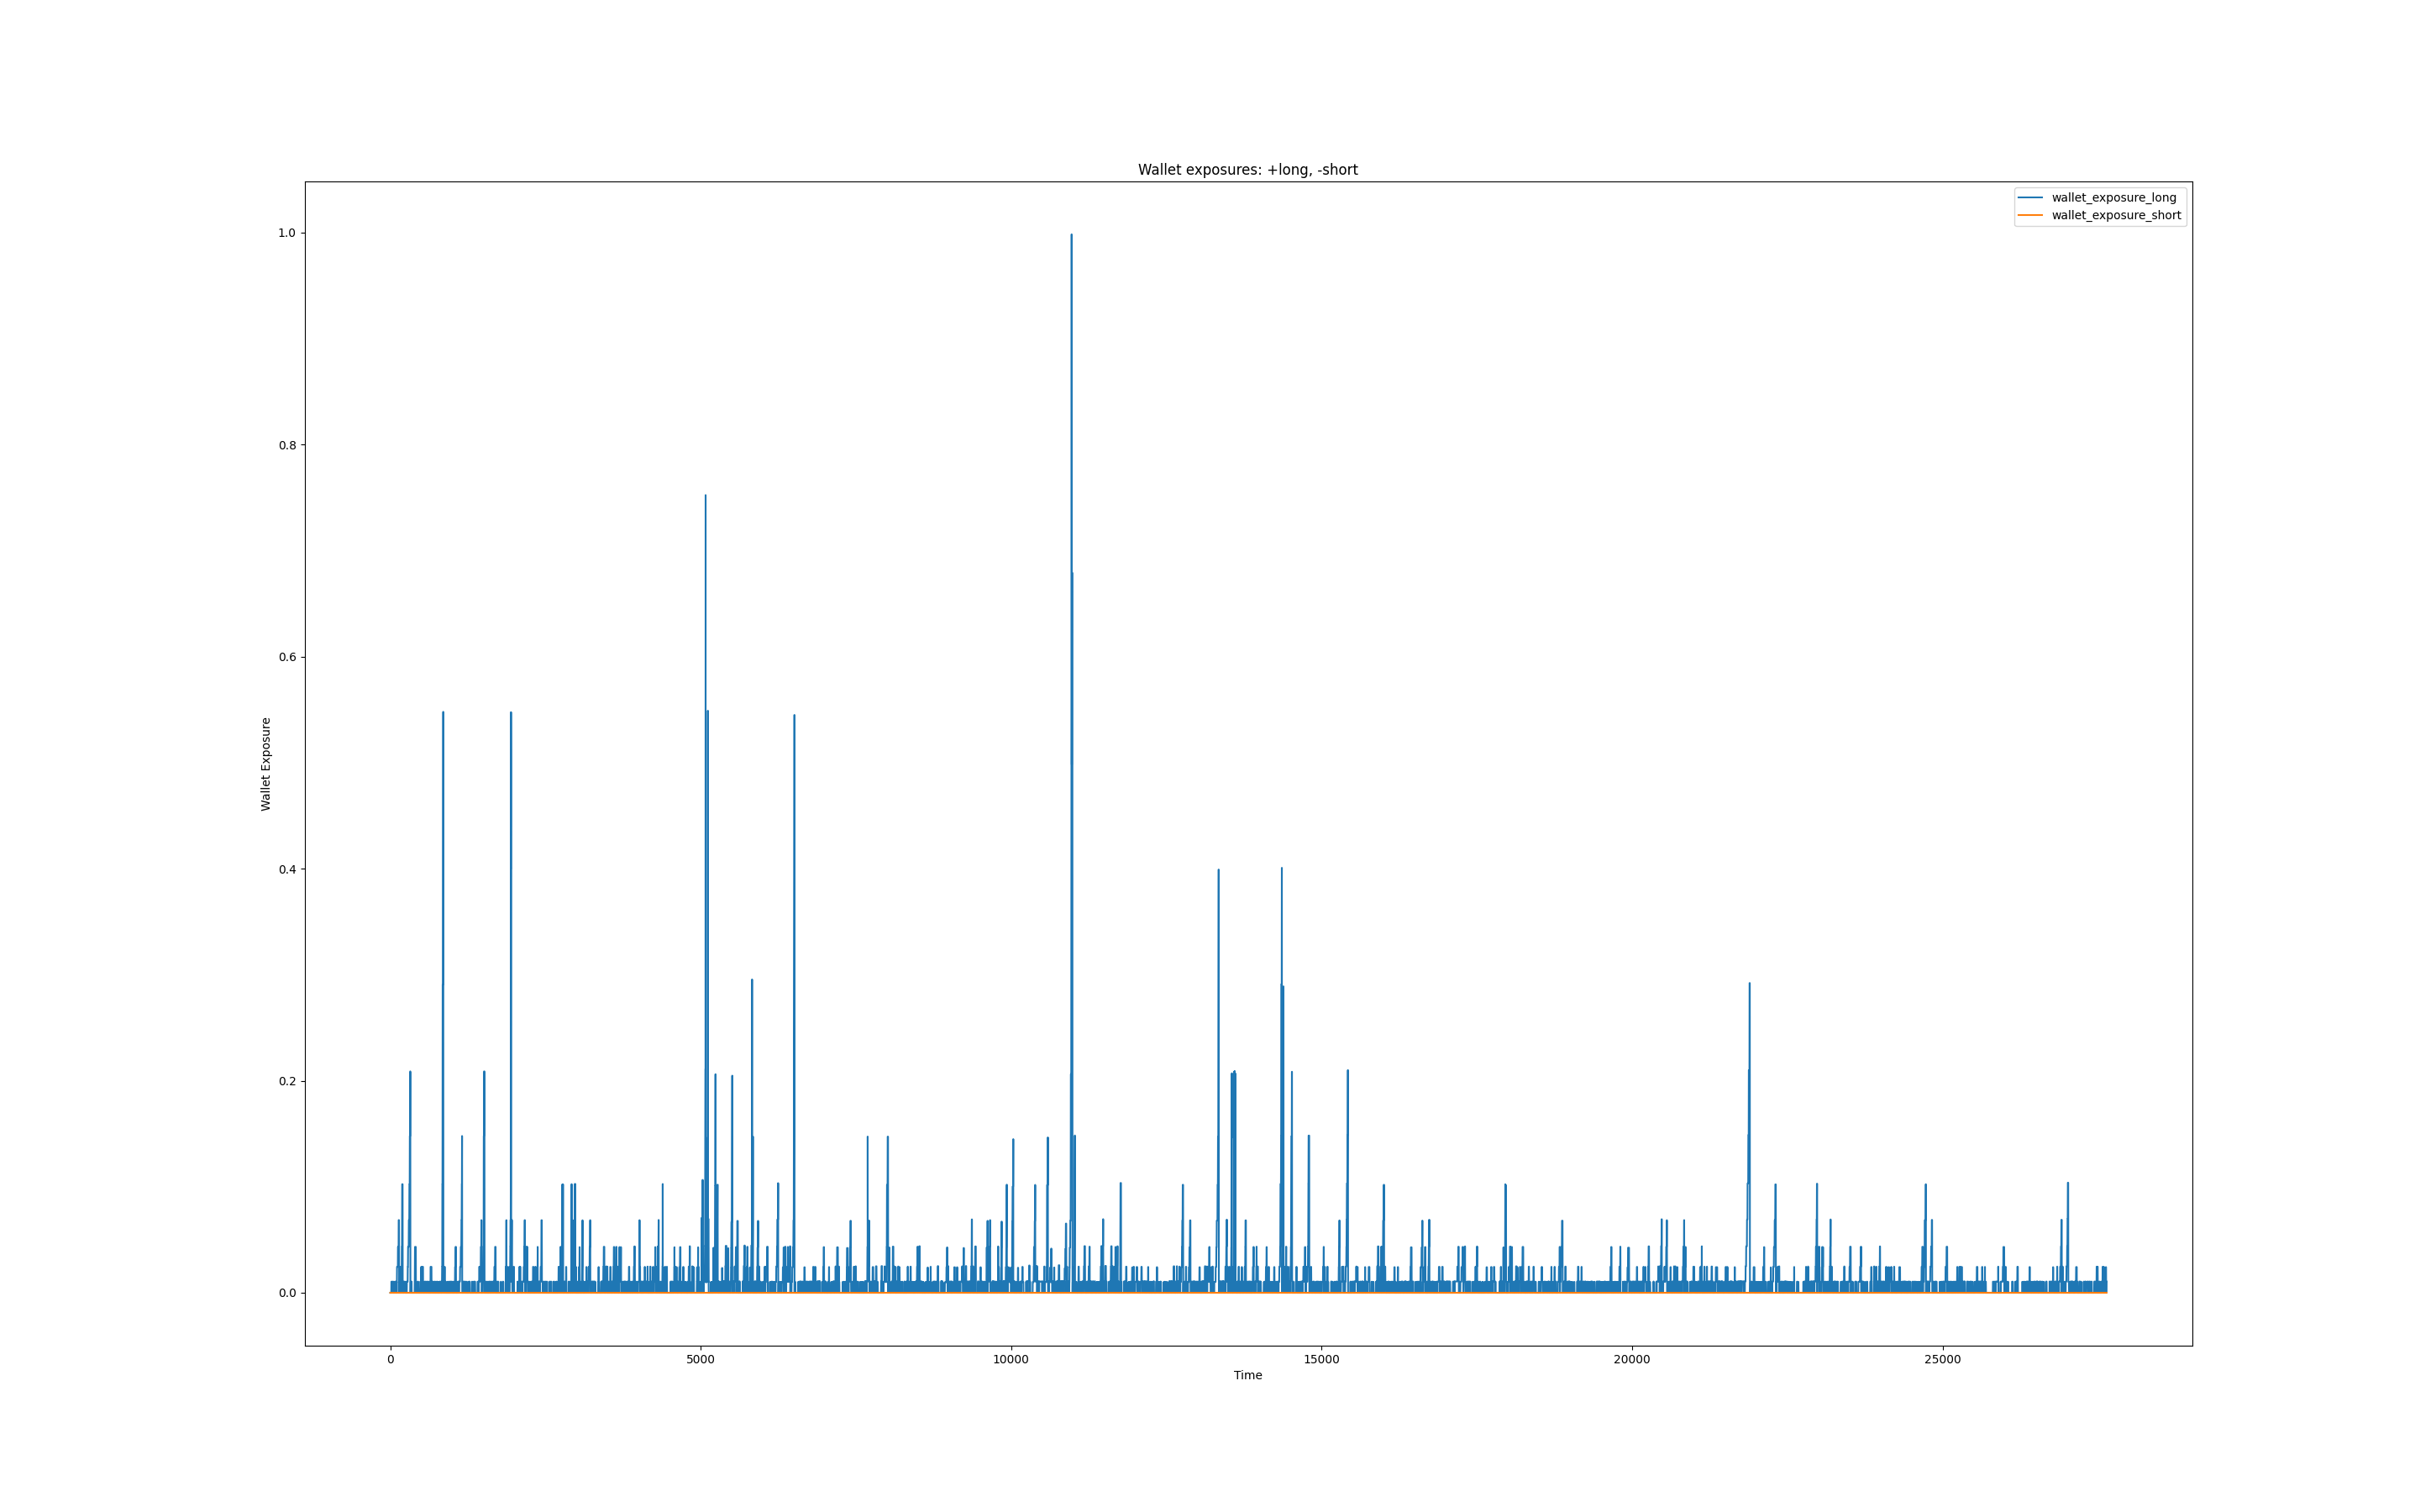 Wallet exposures: +long, -short
wallet_exposure_long
wallet_exposure_short
1.0
0.8
0.6
0.4
0.2
0.0
Wallet Exposure
0 5000 10000 15000 20000 25000
Time